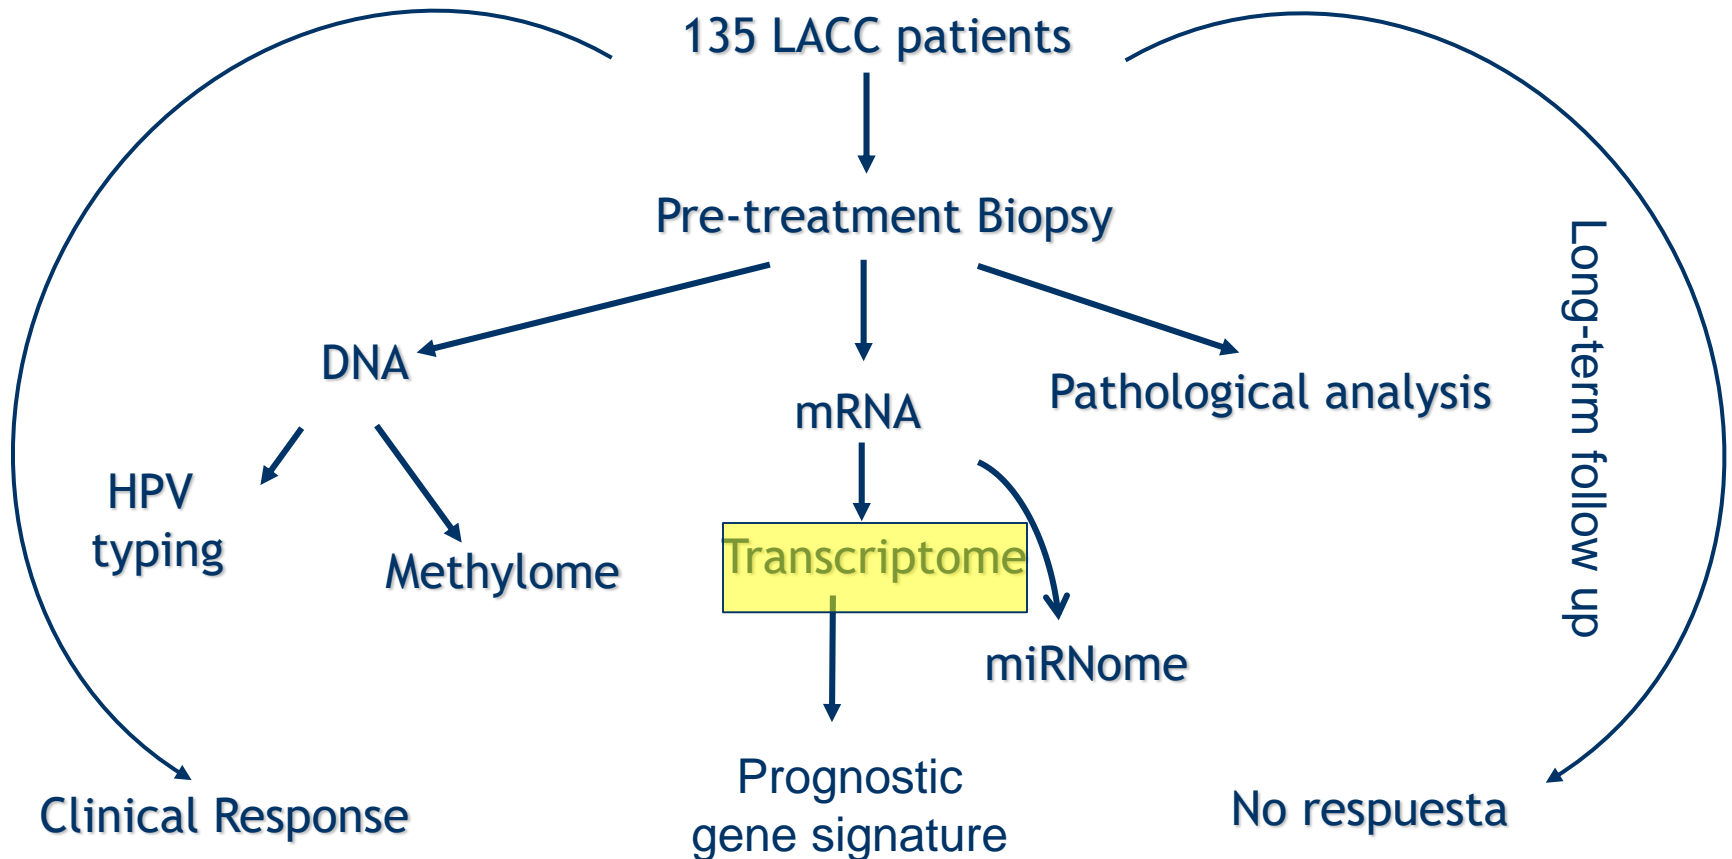 135 LACC patients
Pre-treatment Biopsy
Long-term follow up
DNA
Pathological analysis
mRNA
HPV
typing
Methylome
Transcriptome
miRNome
Prognostic
gene signature
Clinical Response
No respuesta